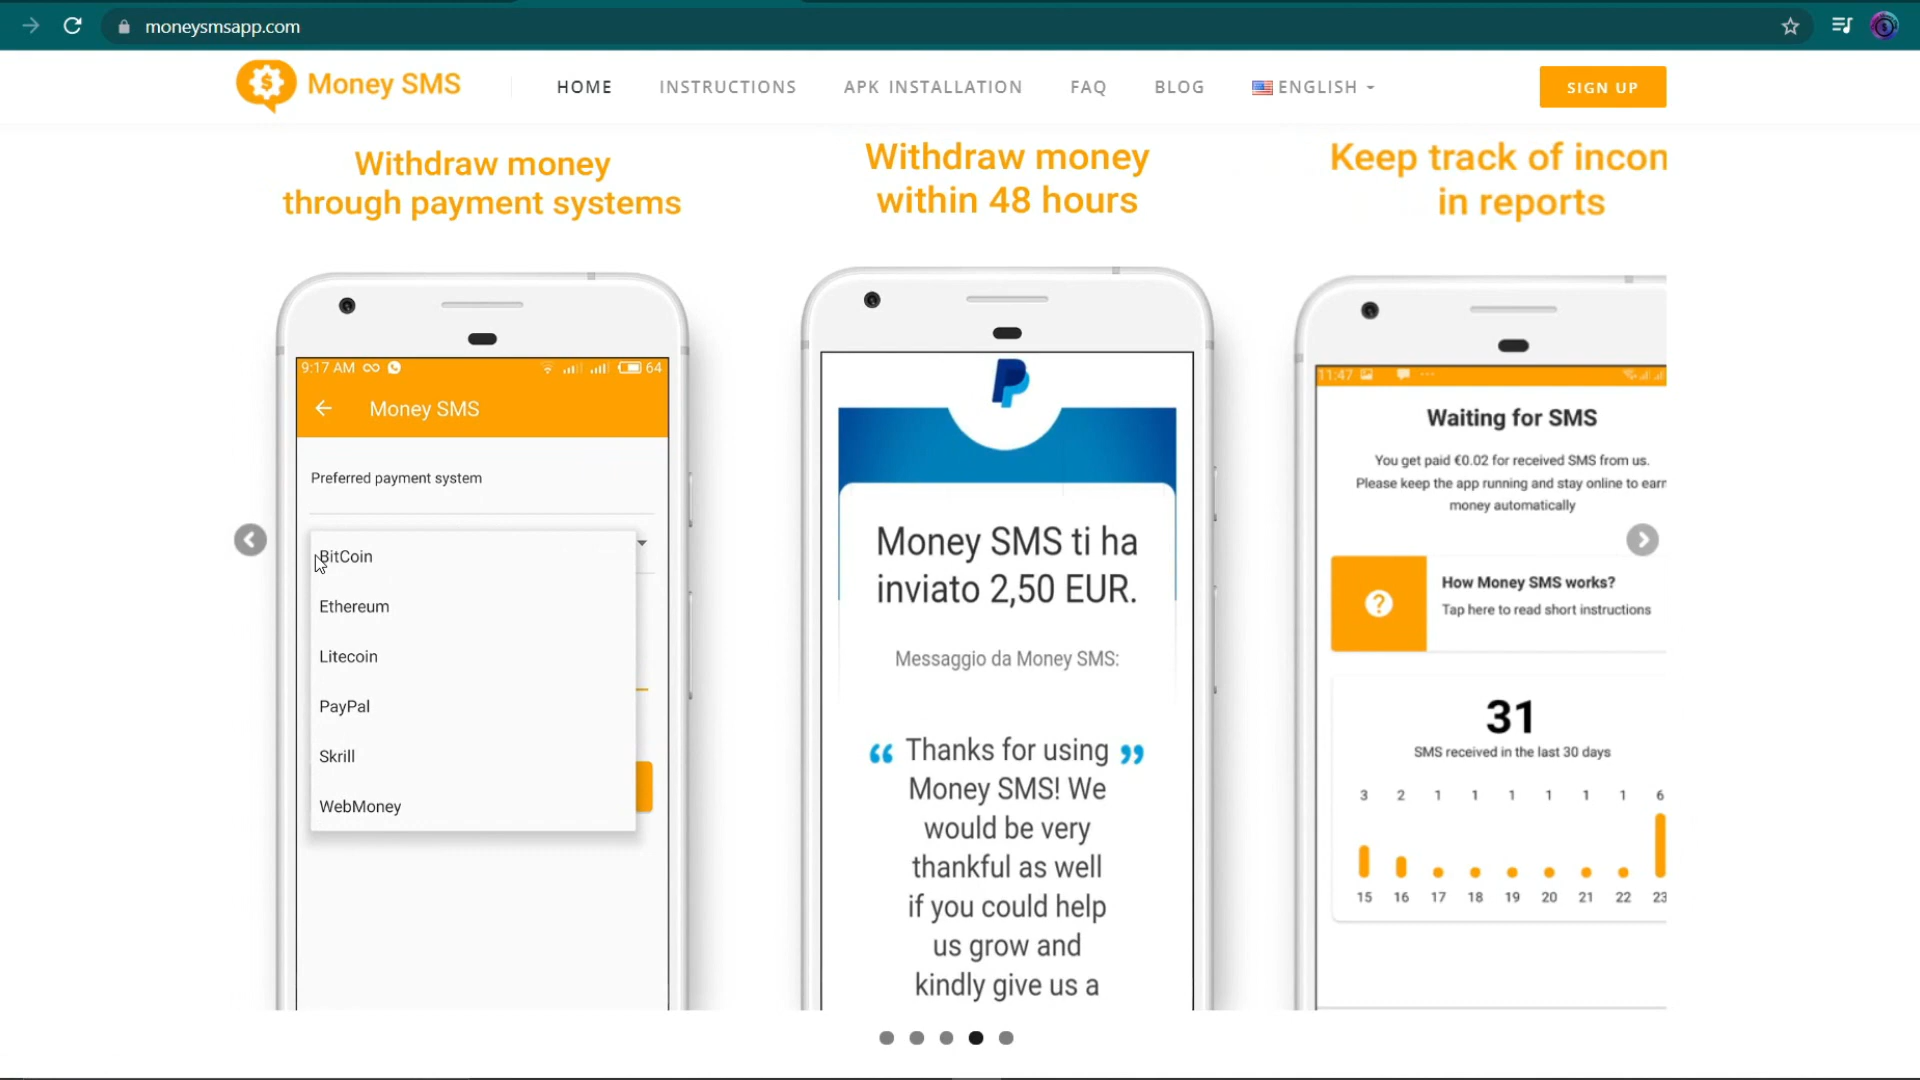 moneysmsapp.com
Money SMS
HOME
INSTRUCTIONS
APK INSTALLATION
FAQ
BLOG
ENGLISH
SIGN UP
Withdraw money
through payment systems
9:17 AM
64
Money SMS
Preferred payment system
BitCoin
Ethereum
Litecoin
PayPal
Skrill
WebMoney
Withdraw money
within 48 hours
Money SMS ti ha
inviato 2,50 EUR.
Messaggio da Money SMS:
“ Thanks for using ”
Money SMS! We
would be very
thankful as well
if you could help
us grow and
kindly give us a
Keep track of incon
in reports
11:47
Waiting for SMS
You get paid €0.02 for received SMS from us.
Please keep the app running and stay online to earn
money automatically
How Money SMS works?
Tap here to read short instructions
31
SMS received in the last 30 days
3 2 1 1 1 1 1 1 6
15 16 17 18 19 20 21 22 23